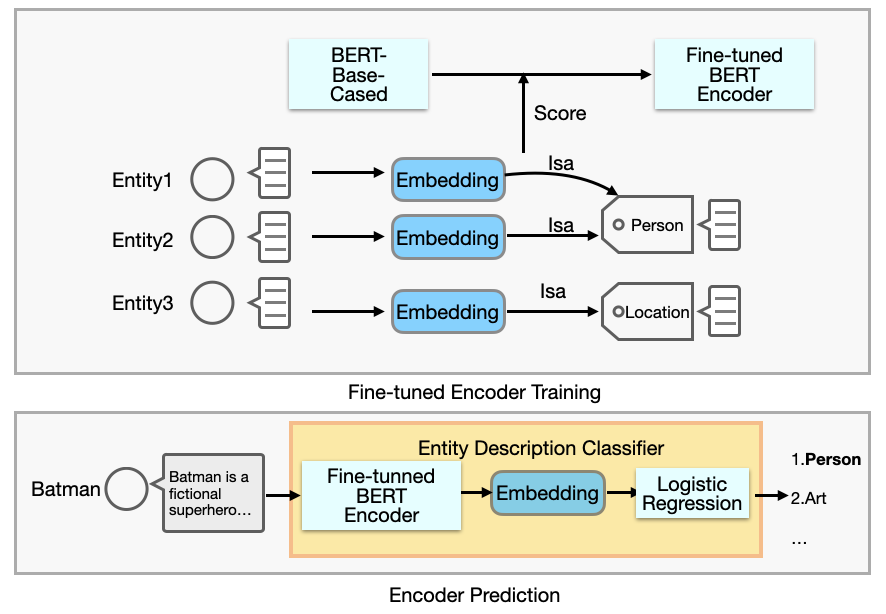 BERT-
Base-
Cased
Fine-tuned
BERT
Encoder
Score
Entity1
Embedding
Isa
Person
Entity2
Embedding
Isa
Entity3
Embedding
Isa
Location
Fine-tuned Encoder Training
Entity Description Classifier
Batman
Batman is a
fictional
superhero...
Fine-tunned
BERT
Encoder
Embedding
Logistic
Regression
1.Person
2.Art
...
Encoder Prediction